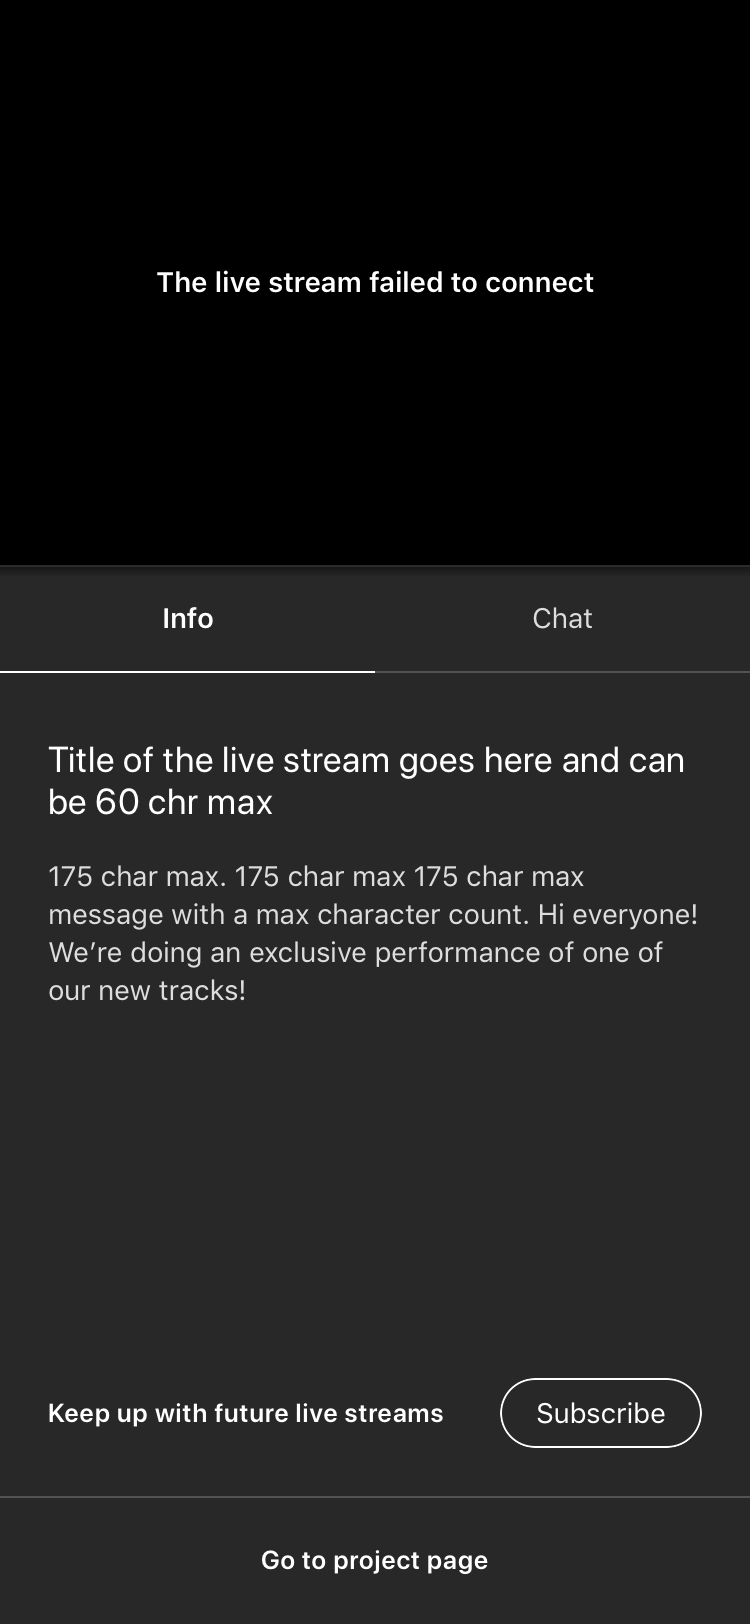 The live stream failed to connect
Info
Chat
Title of the live stream goes here and can
be 60 chr max
175 char max. 175 char max 175 char max
message with a max character count. Hi everyone!
We’re doing an exclusive performance of one of
our new tracks!
Keep up with future live streams
Subscribe
Go to project page